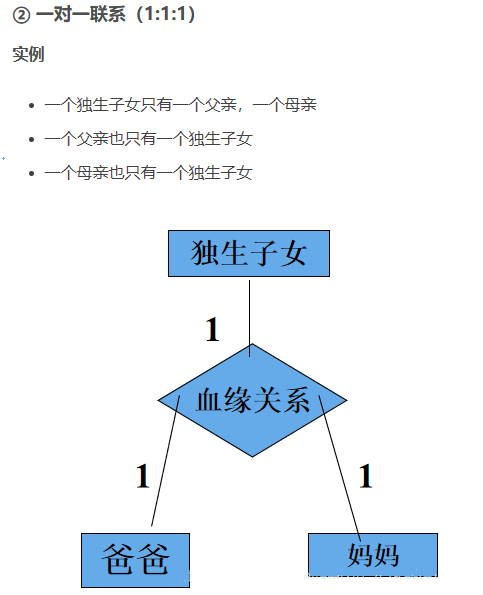 ② 一对一联系（1:1:1）
实例
一个独生子女只有一个父亲，一个母亲
一个父亲也只有一个独生子女
一个母亲也只有一个独生子女
独生子女
1
血缘关系
1
1
爸爸
妈妈